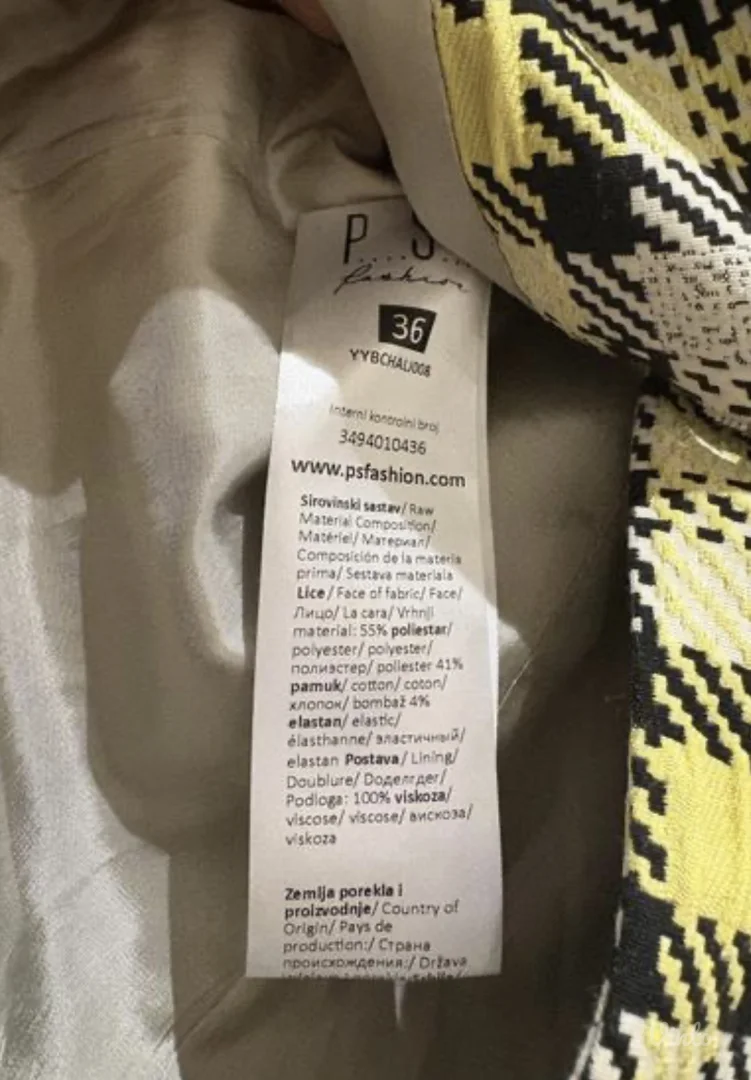 P S
fashion
36
YYBCHALJ008
Interni kontrolni broj
3494010436
www.psfashion.com
Sirovinski sastav/ Raw
Material Composition/
Matériel/ Материал/
Composición de la materia
prima/ Sestava materiala
Lice/ Face of fabric/ Face/
Лицо/ La cara/ Vrhnji
material: 55% poliestar/
polyester/ polyester/
полиэстер/ poliester 41%
pamuk/ cotton/ coton/
хлопок/ bombaž 4%
elastan/ elastic/
élasthanne/ эластичный/
elastan Postava/ Lining/
Doublure/ Доделгдег/
Podloga: 100% viskoza/
viscose/ viscose/ вискоза/
viskoza
Zemlja porekla i
proizvodnje/ Country of
Origin/ Pays de
production:/ Страна
происхождения:/ Država